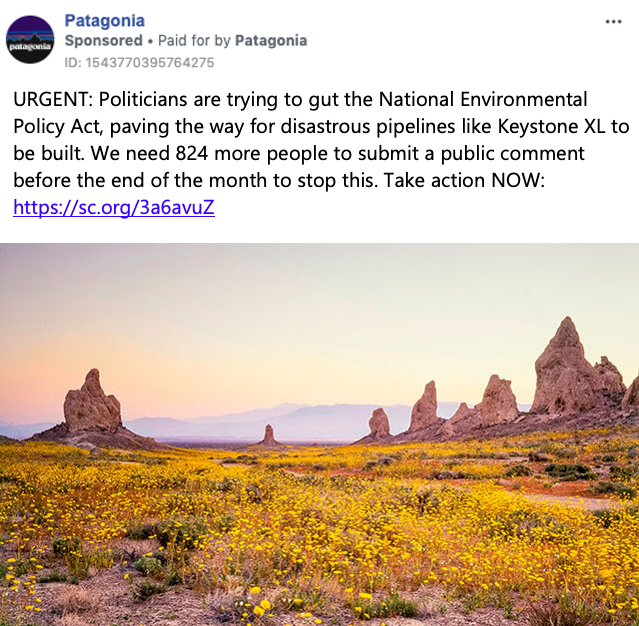 Patagonia
Sponsored • Paid for by Patagonia
ID: 1543770395764275
patagonia
URGENT: Politicians are trying to gut the National Environmental
Policy Act, paving the way for disastrous pipelines like Keystone XL to
be built. We need 824 more people to submit a public comment
before the end of the month to stop this. Take action NOW:
https://sc.org/3a6avuZ